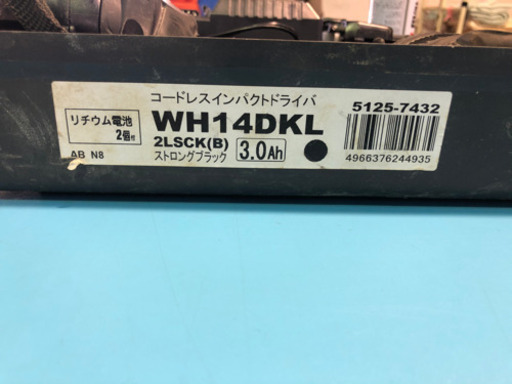 コードレスインパクトドライバ
リチウム電池
2個付
WH14DKL
2LSCK(B)
ストロングブラック
3.0Ah
AB N8
5125-7432
4966376244935